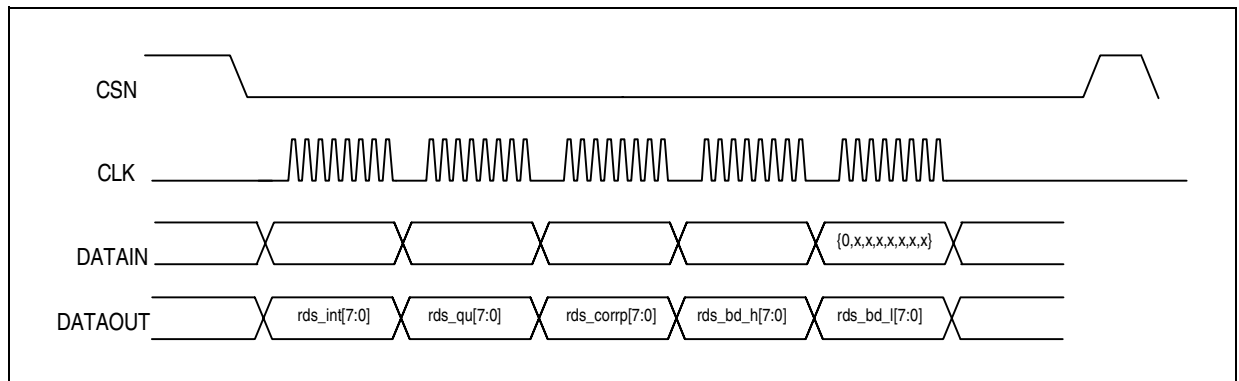 CSN
CLK
DATAIN
{0,x,x,x,x,x,x,x}
DATAOUT
rds_int[7:0] rds_qu[7:0] rds_corrp[7:0] rds_bd_h[7:0] rds_bd_l[7:0]